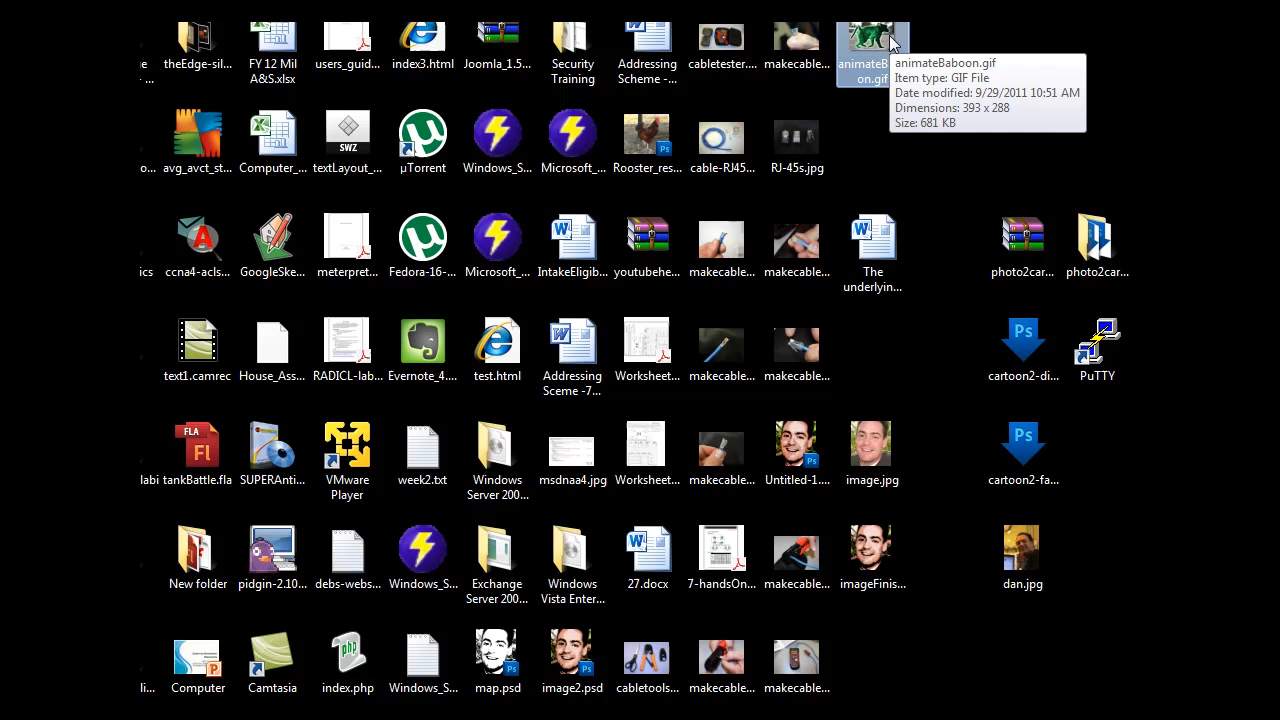 e ...
theEdge-sil...
FY 12 Mil
A&S.xlsx
users_guid...
index3.html
Joomla_1.5...
Security
Training
Addressing
Scheme -...
cabletester....
makecable...
animateB
on.gif
animateBaboon.gif
Item type: GIF File
Date modified: 9/29/2011 10:51 AM
Dimensions: 393 x 288
Size: 681 KB
o...
avg_avct_st...
Computer_...
SWZ
textLayout_...
µTorrent
Windows_S...
Microsoft_...
Rooster_res...
cable-RJ45...
RJ-45s.jpg
ics
ccna4-acls...
GoogleSke...
meterpret...
Fedora-16-...
Microsoft_...
IntakeEligib...
youtubehe...
makecable...
makecable...
The
underlyin...
photo2car...
photo2car...
text1.camrec
House_Ass...
RADICL-lab...
Evernote_4....
test.html
Addressing
Sceme -7...
Worksheet...
makecable...
makecable...
cartoon2-di...
PuTTY
labi
FLA
tankBattle.fla
SUPERAnti...
VMware
Player
week2.txt
Windows
Server 200...
msdnaa4.jpg
Worksheet...
makecable...
Untitled-1....
image.jpg
cartoon2-fa...
New folder
pidgin-2.10...
debs-webs...
Windows_S...
Exchange
Server 200...
Windows
Vista Enter...
27.docx
7-handsOn...
makecable...
imageFinis...
dan.jpg
li...
Computer
Camtasia
php
index.php
Windows_S...
map.psd
image2.psd
cabletools...
makecable...
makecable...